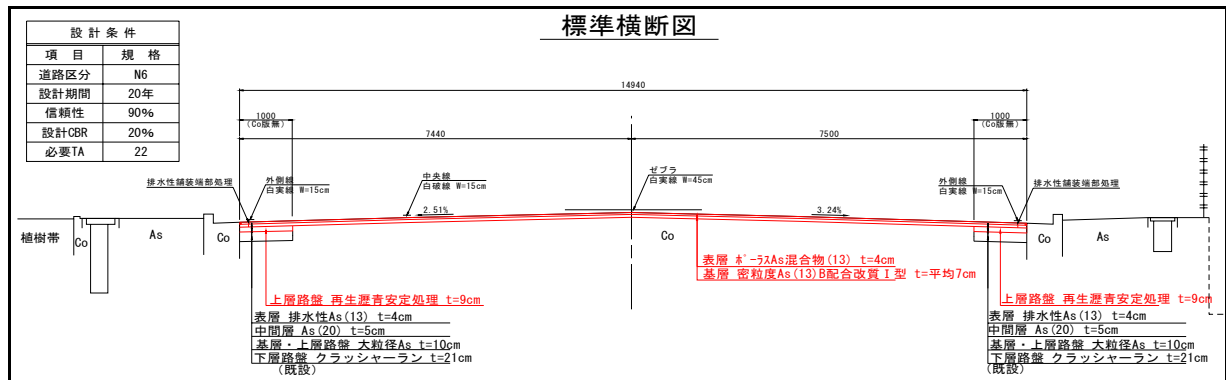 標準横断図
設計条件
項目 規格
道路区分 N6
設計期間 20年
信頼性 90%
設計CBR 20%
必要TA 22
14940
1000
(Co版無)
1000
(Co版無)
7440
7500
排水性舗装端部処理
外側線
白実線 W=15cm
中央線
白破線 W=15cm
ゼブラ
白実線 W=45cm
外側線
白実線 W=15cm
排水性舗装端部処理
2.51%
3.24%
植樹帯
Co
As
Co
Co
Co
As
表層 ポーラスAs混合物(13) t=4cm
基層 密粒度As(13)B配合改質Ⅰ型 t=平均7cm
上層路盤 再生瀝青安定処理 t=9cm
表層 排水性As(13) t=4cm
中間層 As(20) t=5cm
基層・上層路盤 大粒径As t=10cm
下層路盤 クラッシャーラン t=21cm
(既設)
上層路盤 再生瀝青安定処理 t=9cm
表層 排水性As(13) t=4cm
中間層 As(20) t=5cm
基層・上層路盤 大粒径As t=10cm
下層路盤 クラッシャーラン t=21cm
(既設)